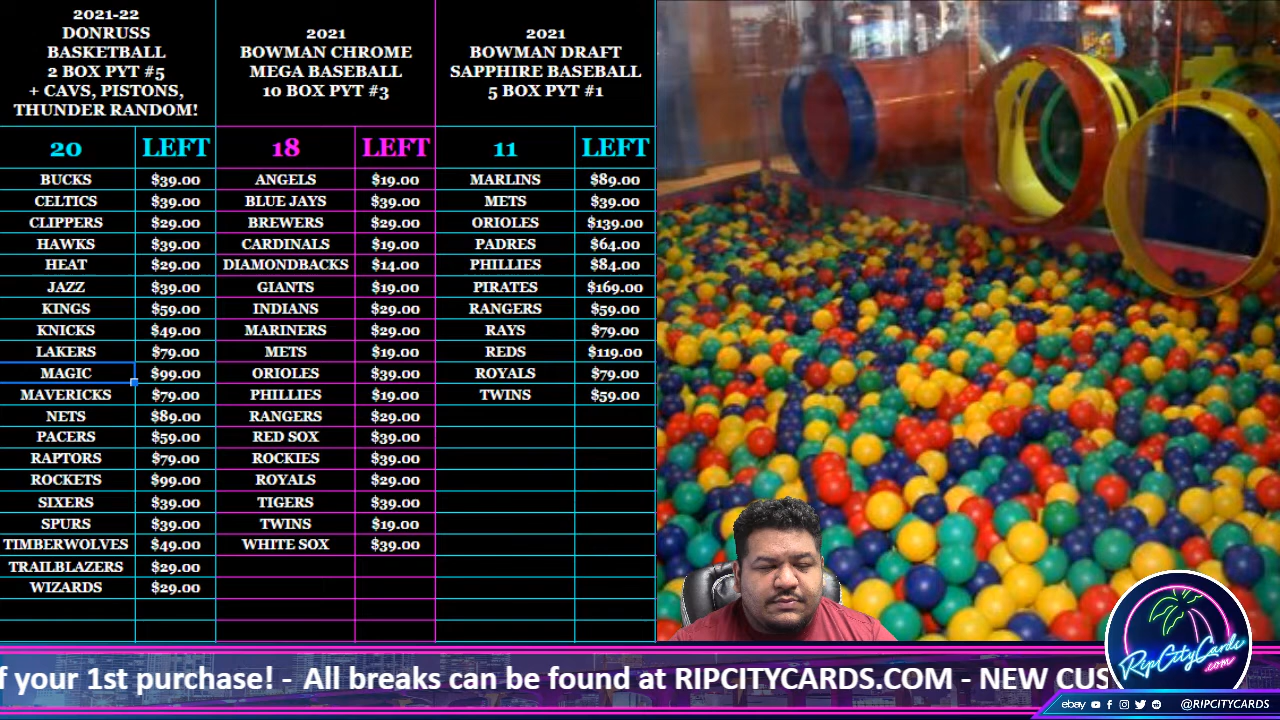 2021-22
DONRUSS
BASKETBALL
2 BOX PYT #5
+ CAVS, PISTONS,
THUNDER RANDOM!
20 LEFT
BUCKS $39.00
CELTICS $39.00
CLIPPERS $29.00
HAWKS $39.00
HEAT $29.00
JAZZ $39.00
KINGS $59.00
KNICKS $49.00
LAKERS $79.00
MAGIC $99.00
MAVERICKS $79.00
NETS $89.00
PACERS $59.00
RAPTORS $79.00
ROCKETS $99.00
SIXERS $39.00
SPURS $39.00
TIMBERWOLVES $49.00
TRAILBLAZERS $29.00
WIZARDS $29.00
2021
BOWMAN CHROME
MEGA BASEBALL
10 BOX PYT #3
18 LEFT
ANGELS $19.00
BLUE JAYS $39.00
BREWERS $29.00
CARDINALS $19.00
DIAMONDBACKS $14.00
GIANTS $19.00
INDIANS $29.00
MARINERS $29.00
METS $19.00
ORIOLES $39.00
PHILLIES $19.00
RANGERS $29.00
RED SOX $39.00
ROCKIES $39.00
ROYALS $29.00
TIGERS $39.00
TWINS $19.00
WHITE SOX $39.00
2021
BOWMAN DRAFT
SAPPHIRE BASEBALL
5 BOX PYT #1
11 LEFT
MARLINS $89.00
METS $39.00
ORIOLES $139.00
PADRES $64.00
PHILLIES $84.00
PIRATES $169.00
RANGERS $59.00
RAYS $79.00
REDS $119.00
ROYALS $79.00
TWINS $59.00
f your 1st purchase! - All breaks can be found at RIPCITYCARDS.COM - NEW CUS
RipCityCards
.com
ebay @RIPCITYCARDS